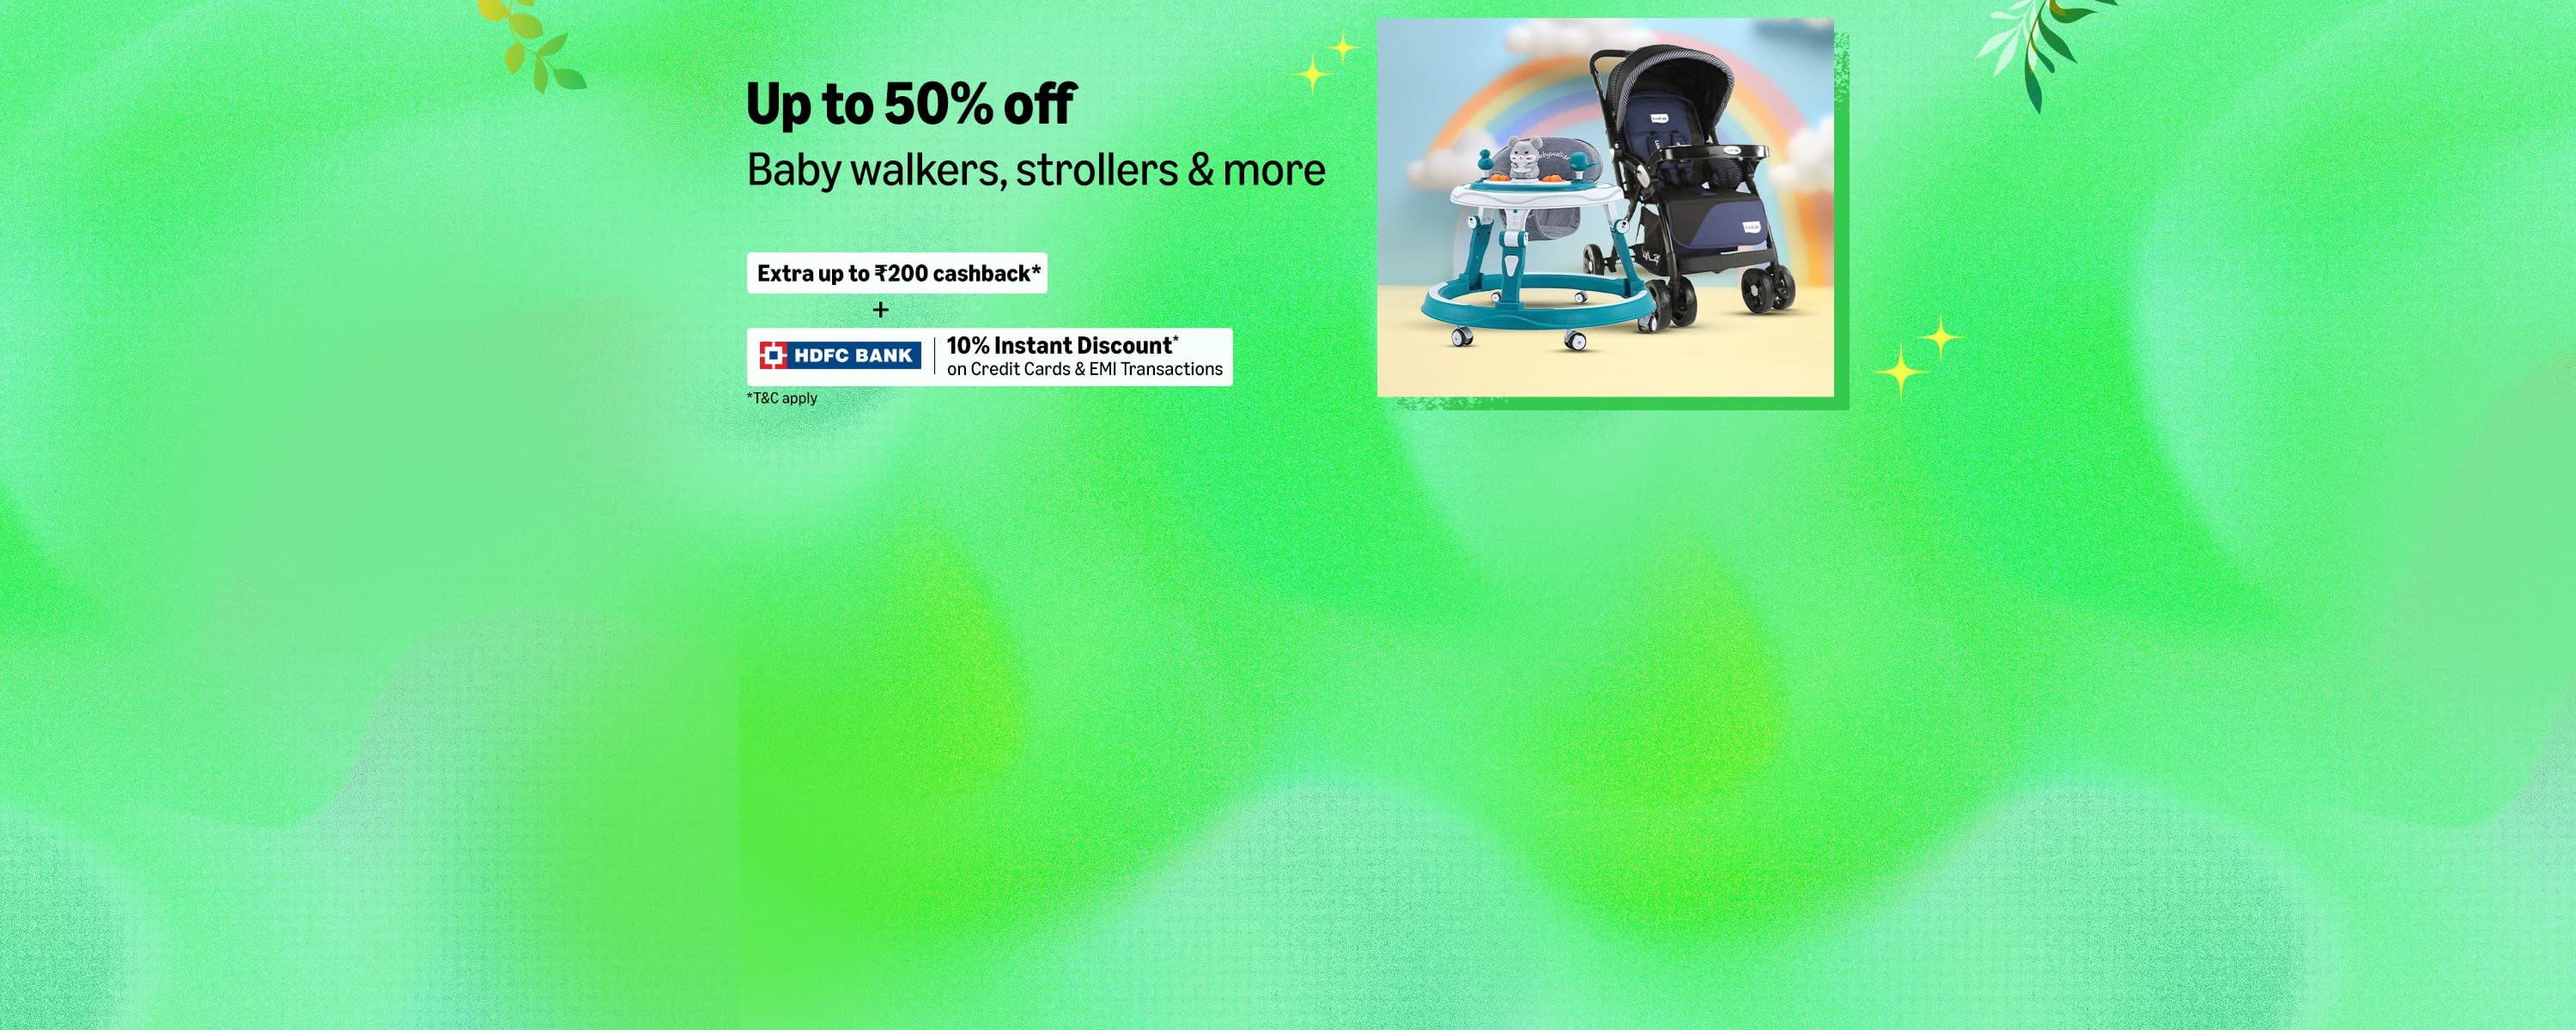 Up to 50% off
Baby walkers, strollers & more
Extra up to ₹200 cashback*
+
HDFC BANK
10% Instant Discount*
on Credit Cards & EMI Transactions
*T&C apply